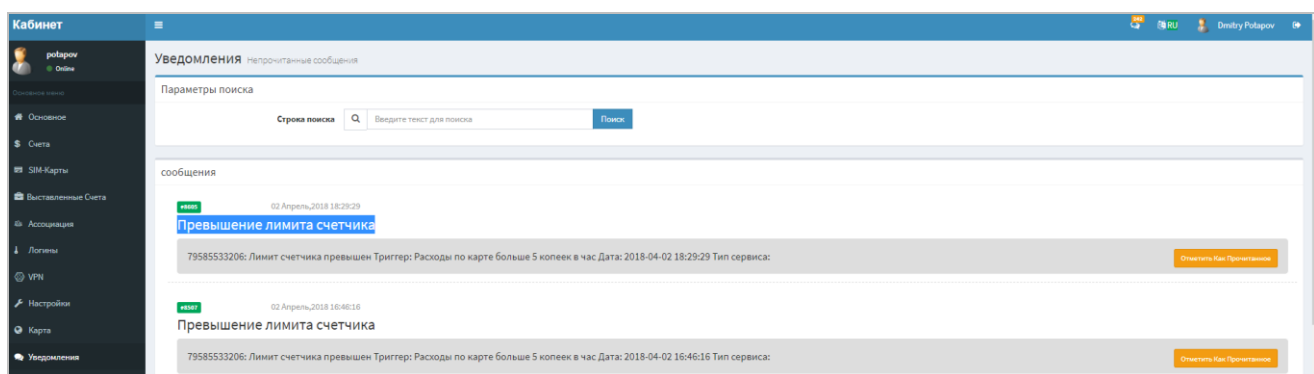 Кабинет
RU Dmitry Potapov
potapov
Online
Основное меню
Основное
Счета
SIM-Карты
Выставленные Счета
Ассоциация
Логины
VPN
Настройки
Карта
Уведомления
Уведомления Непрочитанные сообщения
Параметры поиска
Строка поиска Введите текст для поиска Поиск
сообщения
#8605 02 Апрель,2018 18:29:29
Превышение лимита счетчика
79585533206: Лимит счетчика превышен Триггер: Расходы по карте больше 5 копеек в час Дата: 2018-04-02 18:29:29 Тип сервиса: Отметить Как Прочитанное
#8507 02 Апрель,2018 16:46:16
Превышение лимита счетчика
79585533206: Лимит счетчика превышен Триггер: Расходы по карте больше 5 копеек в час Дата: 2018-04-02 16:46:16 Тип сервиса: Отметить Как Прочитанное